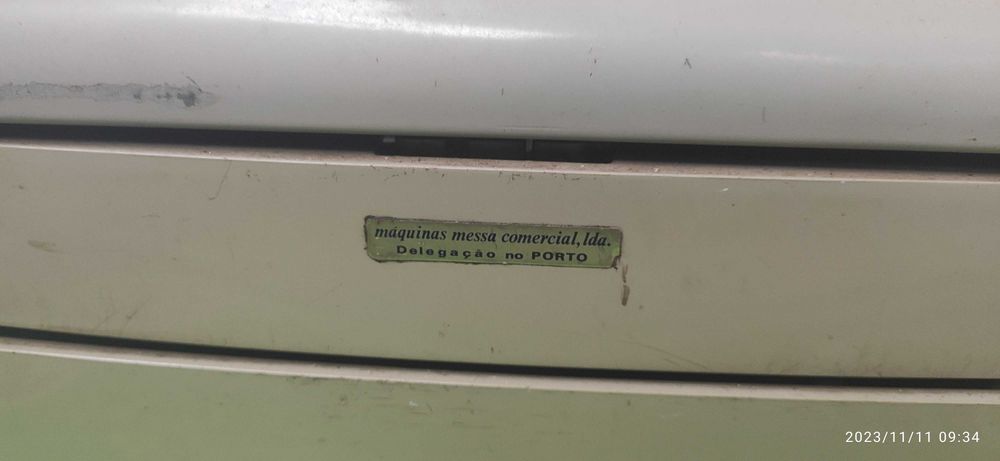 máquinas messa comercial, lda.
Delegação no PORTO
2023/11/11 09:34